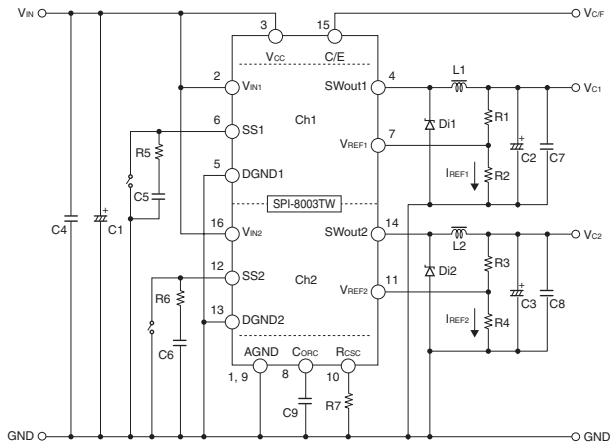 VIN
VC/F
3
15
VCC
C/E
2
VIN1
SWout1
4
L1
VC1
6
SS1
Ch1
Di1
R1
R5
VREF1
7
C2
C7
5
DGND1
IREF1
R2
C5
SPI-8003TW
C4
C1
16
VIN2
SWout2
14
VC2
L2
12
SS2
Ch2
Di2
R3
R6
VREF2
11
C3
C8
13
DGND2
IREF2
R4
C6
AGND
CORC
RCSC
1, 9
8
10
C9
R7
GND
GND